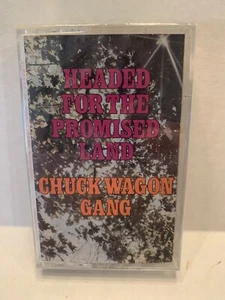 HEADED
FOR THE
PROMISED
LAND
CHUCK WAGON
GANG